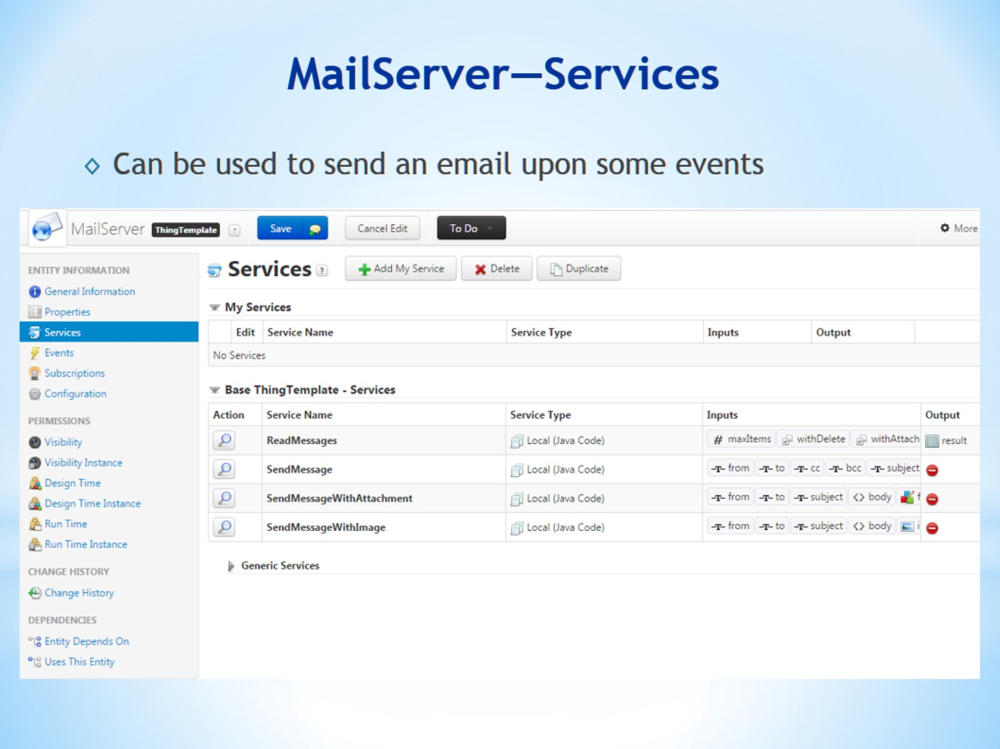 MailServer—Services
◇ Can be used to send an email upon some events
MailServer ThingTemplate ? Save Cancel Edit To Do More
ENTITY INFORMATION
General Information
Properties
Services
Events
Subscriptions
Configuration
PERMISSIONS
Visibility
Visibility Instance
Design Time
Design Time Instance
Run Time
Run Time Instance
CHANGE HISTORY
Change History
DEPENDENCIES
Entity Depends On
Uses This Entity
Services ? Add My Service Delete Duplicate
My Services
Edit Service Name Service Type Inputs Output
No Services
Base ThingTemplate - Services
Action Service Name Service Type Inputs Output
ReadMessages Local (Java Code) # maxItems withDelete withAttach result
SendMessage Local (Java Code) -T- from -T- to -T- cc -T- bcc -T- subject
SendMessageWithAttachment Local (Java Code) -T- from -T- to -T- subject <> body f
SendMessageWithImage Local (Java Code) -T- from -T- to -T- subject <> body i
Generic Services